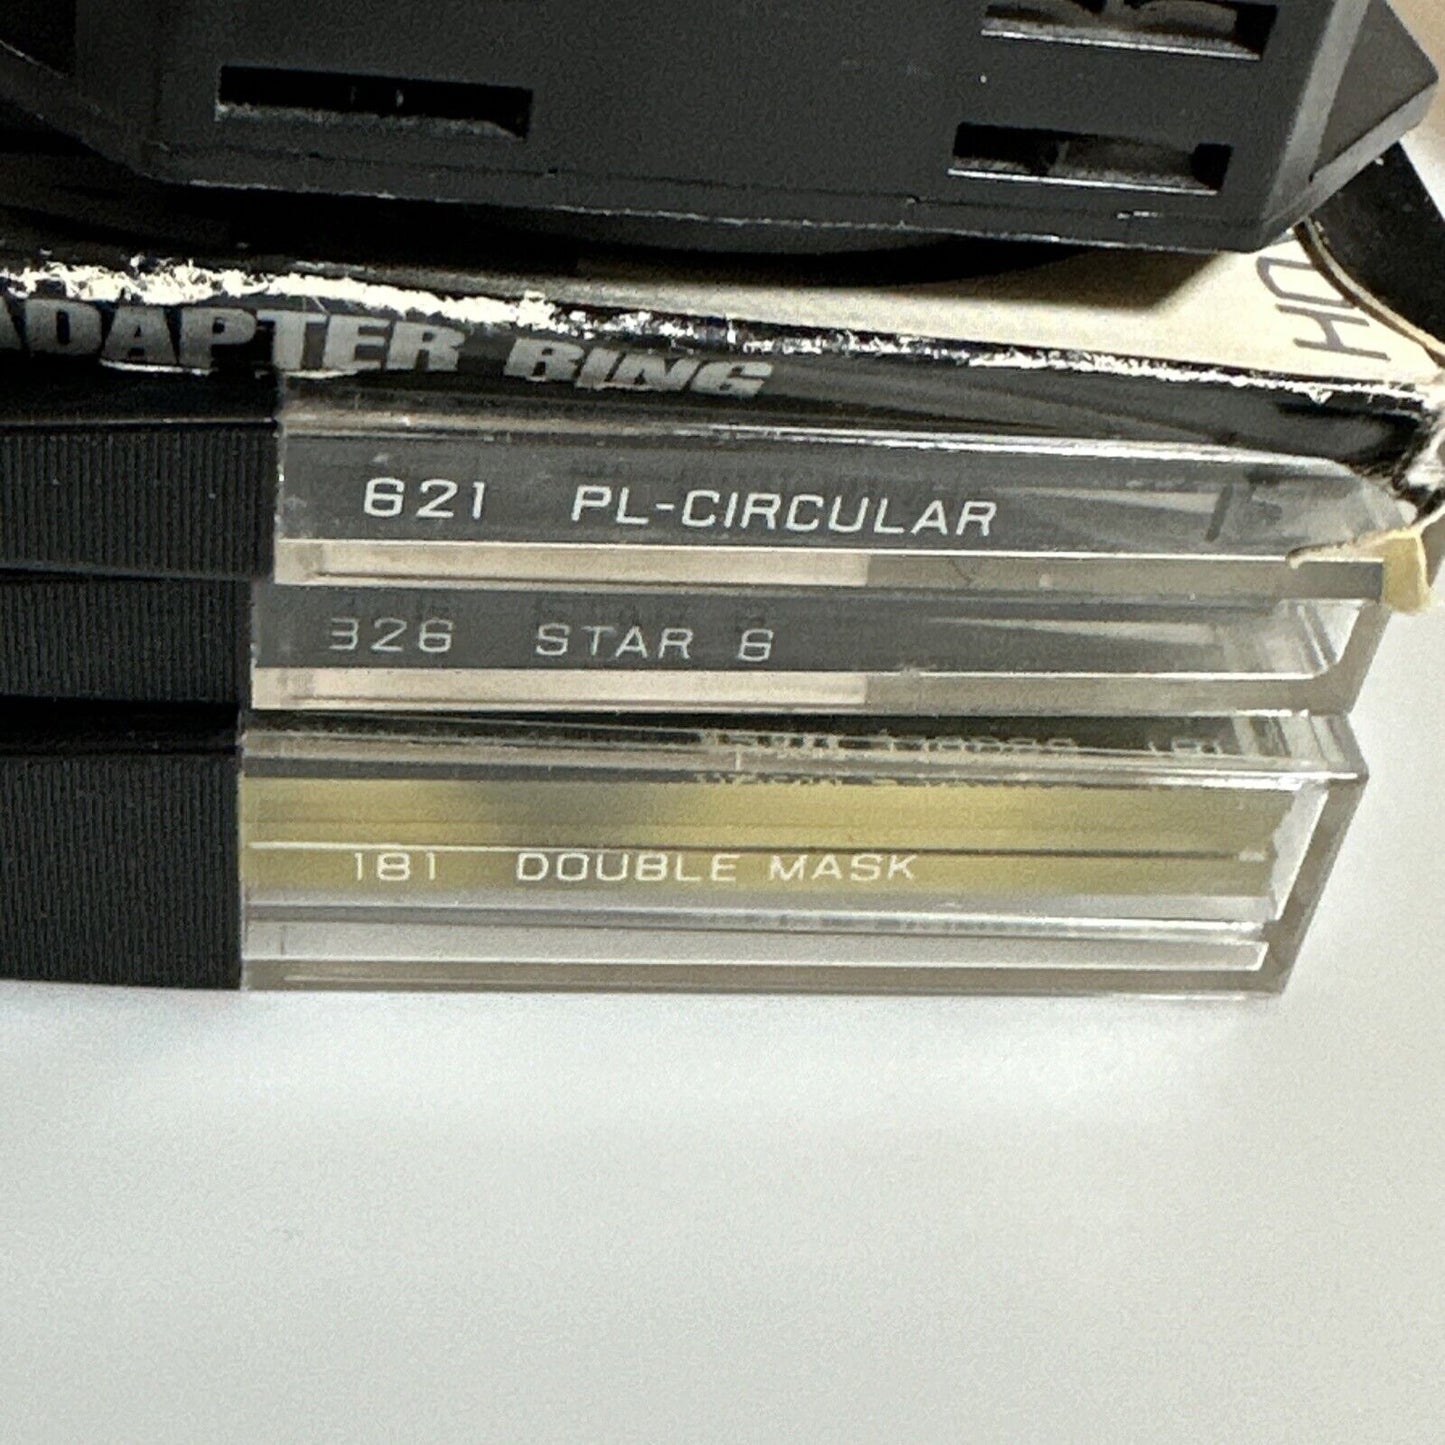 ADAPTER RING
621 PL-CIRCULAR
326 STAR 6
181 DOUBLE MASK